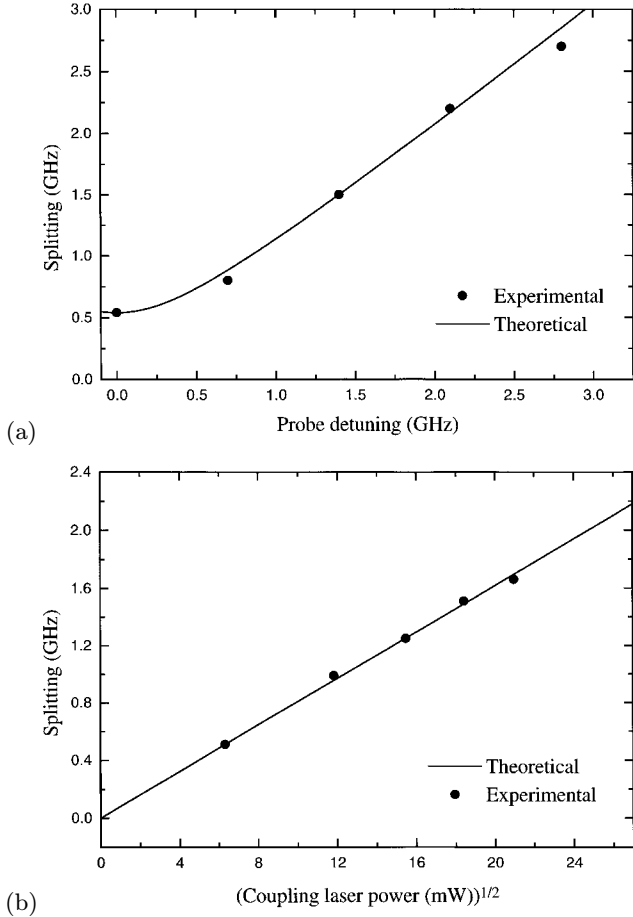 3.0
2.5
2.0
1.5
1.0
0.5
0.0
Splitting (GHz)
Experimental
Theoretical
0.0 0.5 1.0 1.5 2.0 2.5 3.0
Probe detuning (GHz)
(a)
2.4
2.0
1.6
1.2
0.8
0.4
0.0
Splitting (GHz)
Theoretical
Experimental
0 4 8 12 16 20 24
(Coupling laser power (mW))^{1/2}
(b)